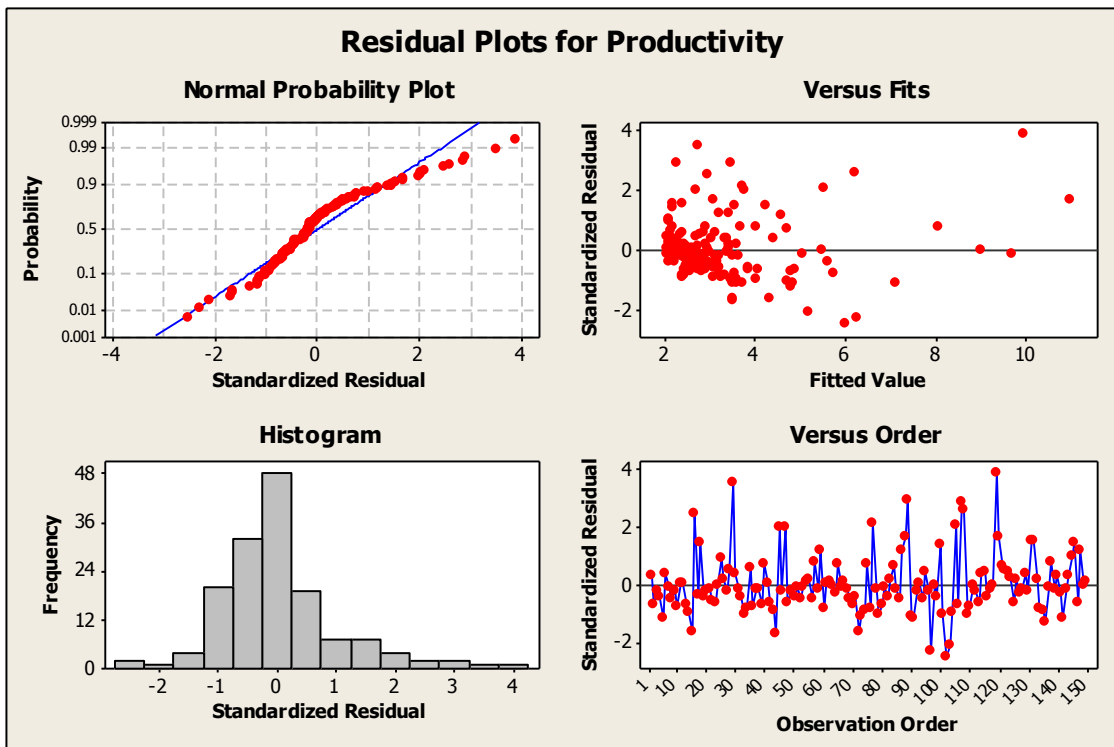 Residual Plots for Productivity
Normal Probability Plot
Probability
0.999
0.99
0.9
0.5
0.1
0.01
0.001
-4 -2 0 2 4
Standardized Residual
Versus Fits
Standardized Residual
4
2
0
-2
2 4 6 8 10
Fitted Value
Histogram
Frequency
48
36
24
12
0
-2 -1 0 1 2 3 4
Standardized Residual
Versus Order
Standardized Residual
4
2
0
-2
1 10 20 30 40 50 60 70 80 90 100 110 120 130 140 150
Observation Order